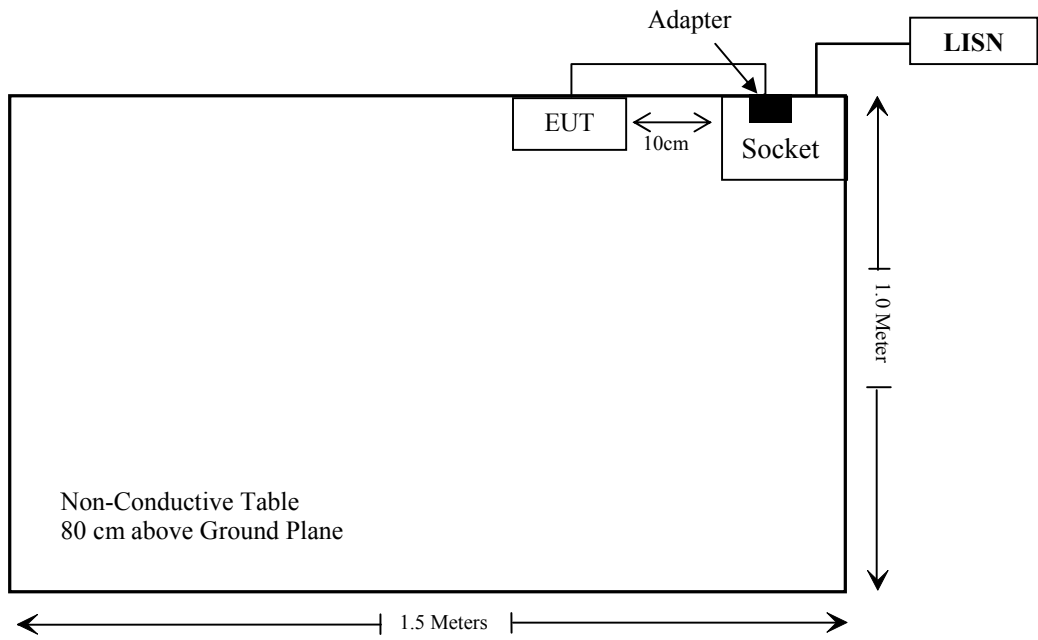 Adapter
LISN
EUT
10cm
Socket
1.0 Meter
Non-Conductive Table
80 cm above Ground Plane
1.5 Meters